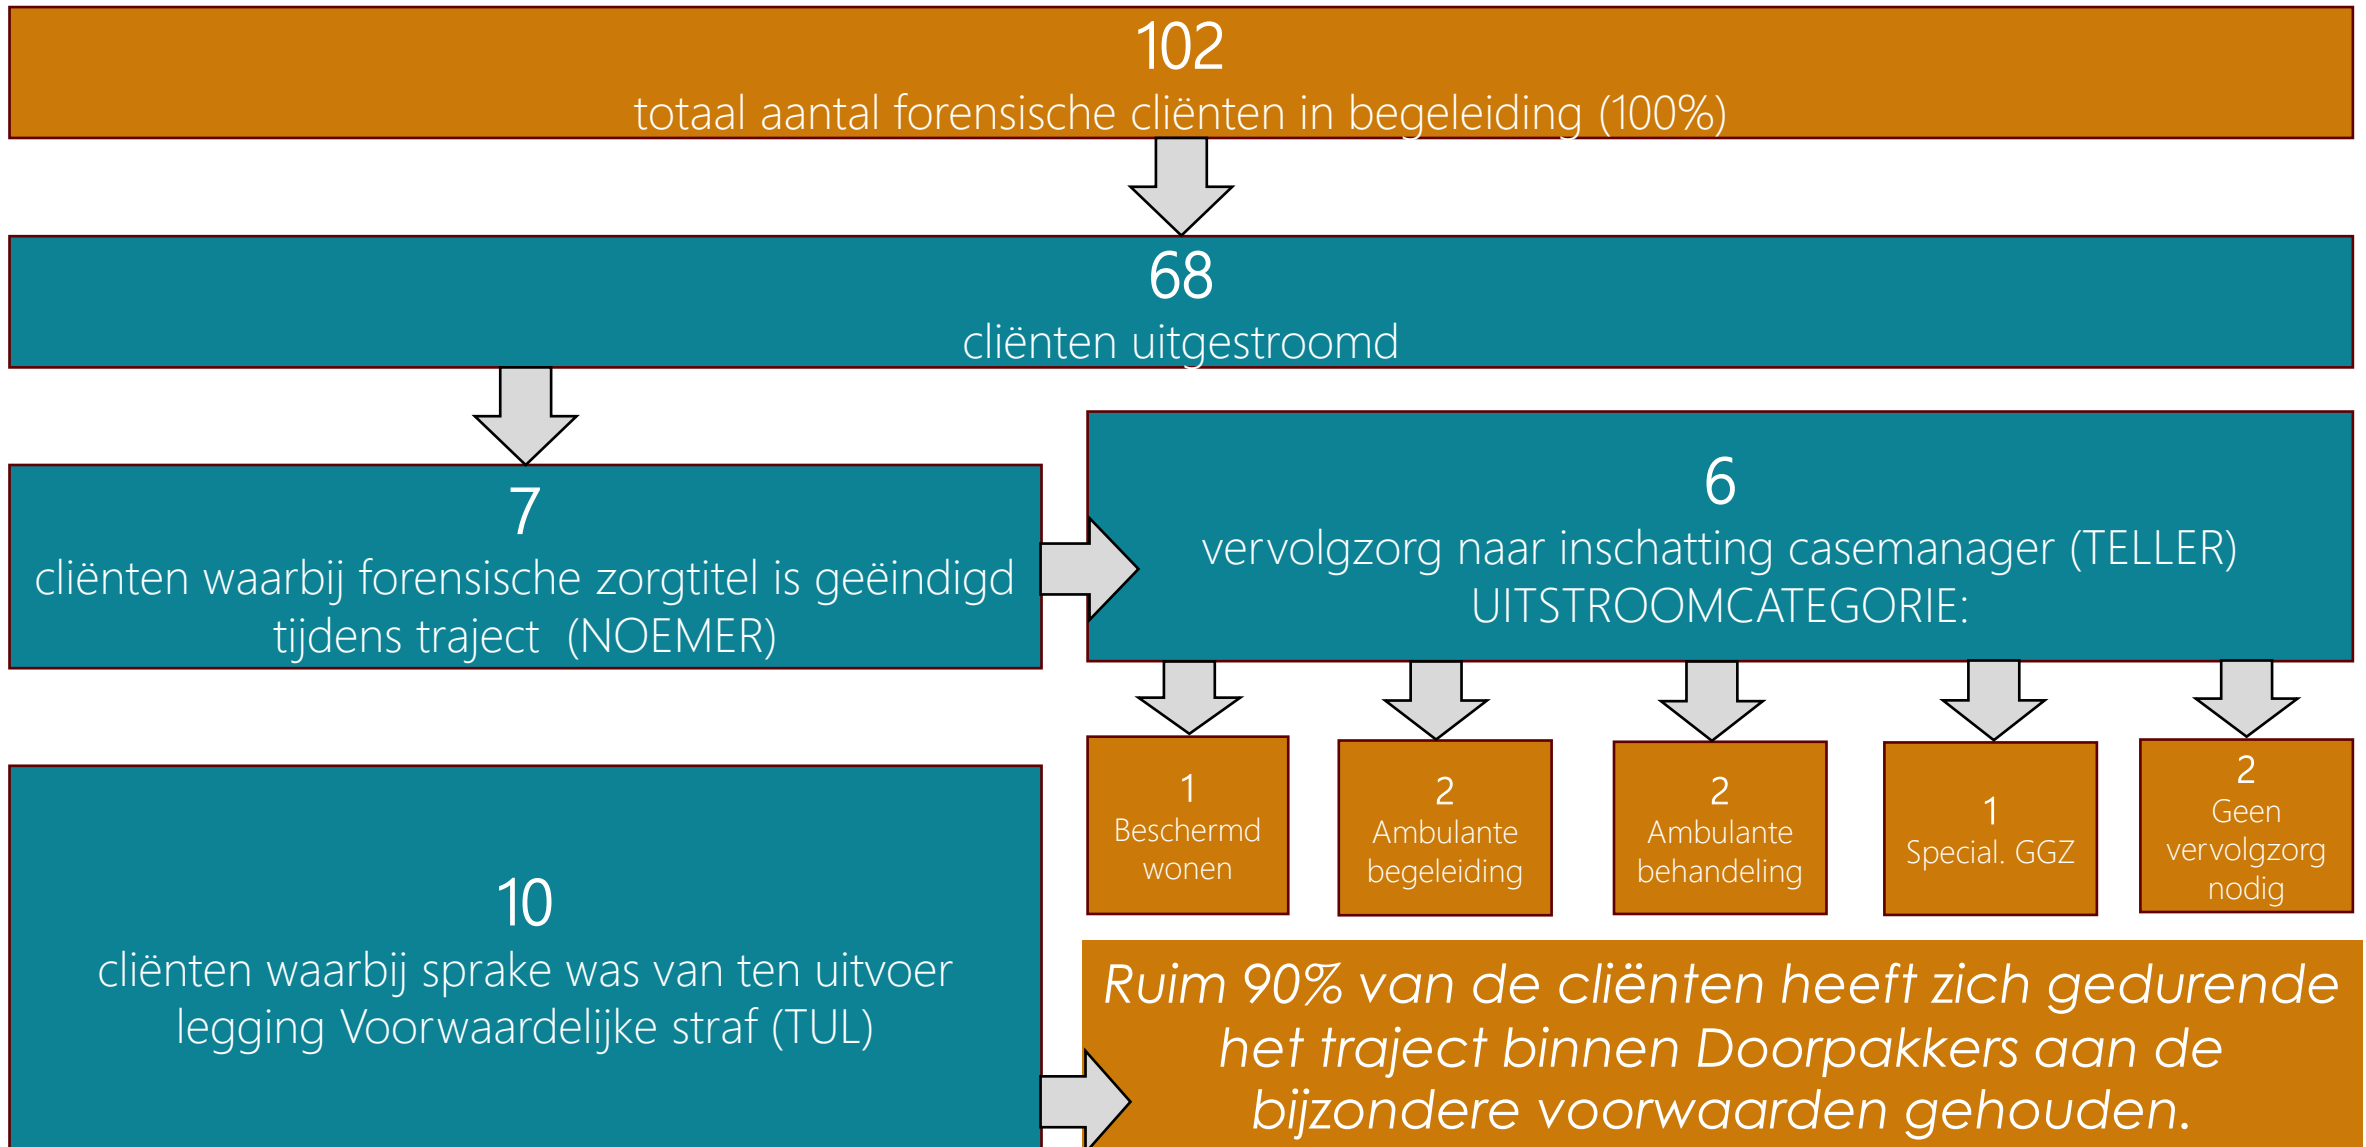 102
totaal aantal forensische cliënten in begeleiding (100%)
68
cliënten uitgestroomd
7
cliënten waarbij forensische zorgtitel is geëindigd
tijdens traject (NOEMER)
6
vervolgzorg naar inschatting casemanager (TELLER)
UITSTROOMCATEGORIE:
1
Beschermd
wonen
2
Ambulante
begeleiding
2
Ambulante
behandeling
1
Special. GGZ
2
Geen
vervolgzorg
nodig
10
cliënten waarbij sprake was van ten uitvoer
legging Voorwaardelijke straf (TUL)
Ruim 90% van de cliënten heeft zich gedurende
het traject binnen Doorpakkers aan de
bijzondere voorwaarden gehouden.